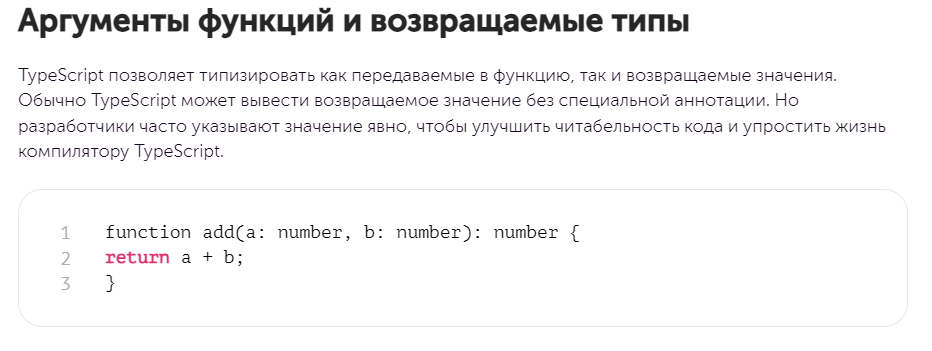 Аргументы функций и возвращаемые типы
TypeScript позволяет типизировать как передаваемые в функцию, так и возвращаемые значения.
Обычно TypeScript может вывести возвращаемое значение без специальной аннотации. Но
разработчики часто указывают значение явно, чтобы улучшить читабельность кода и упростить жизнь
компилятору TypeScript.
1 function add(a: number, b: number): number {
2 return a + b;
3 }